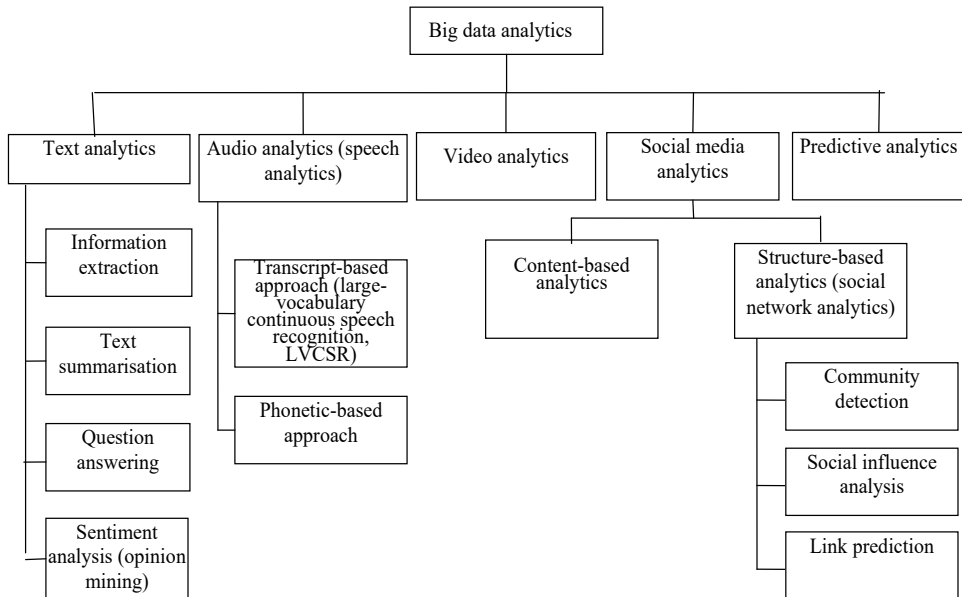 Big data analytics
Text analytics
Audio analytics (speech
analytics)
Video analytics
Social media
analytics
Predictive analytics
Information
extraction
Text
summarisation
Question
answering
Sentiment
analysis (opinion
mining)
Transcript-based
approach (large-
vocabulary
continuous speech
recognition,
LVCSR)
Phonetic-based
approach
Content-based
analytics
Structure-based
analytics (social
network analytics)
Community
detection
Social influence
analysis
Link prediction